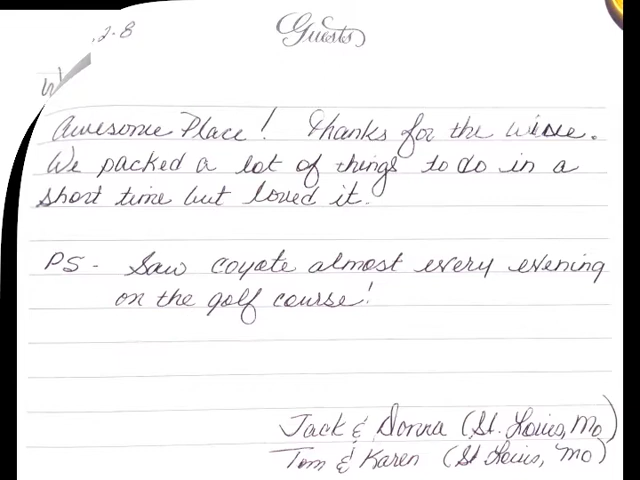 Guests
.2-8
Awesome Place! Thanks for the wine.
We packed a lot of things to do in a
short time but loved it.
PS- Saw coyote almost every evening
on the golf course!
Jack & Donna (St. Louis, Mo)
Tom & Karen (St Louis, Mo)